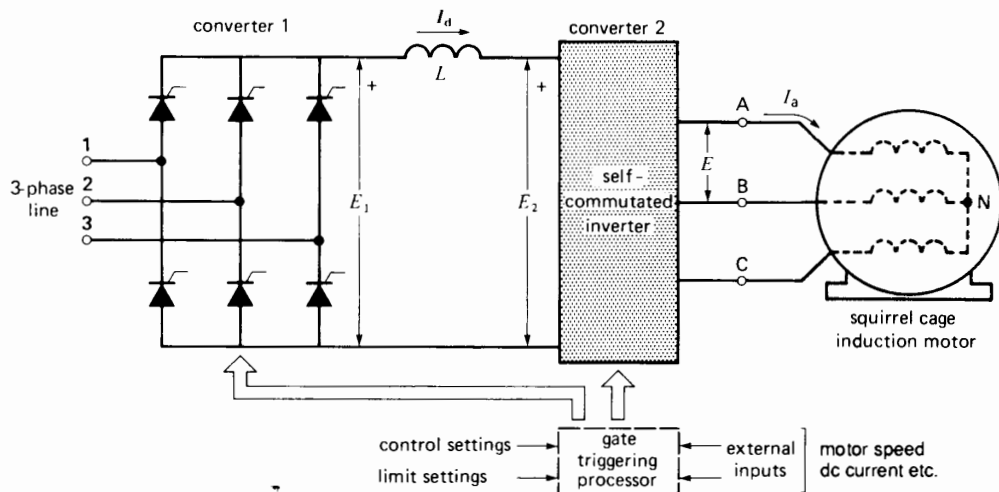 converter 1
I_d
L
converter 2
+
+
1
2
3
3-phase
line
E_1
E_2
self-
commutated
inverter
A
I_a
E
B
C
N
squirrel cage
induction motor
control settings
limit settings
gate
triggering
processor
external
inputs
motor speed
dc current etc.